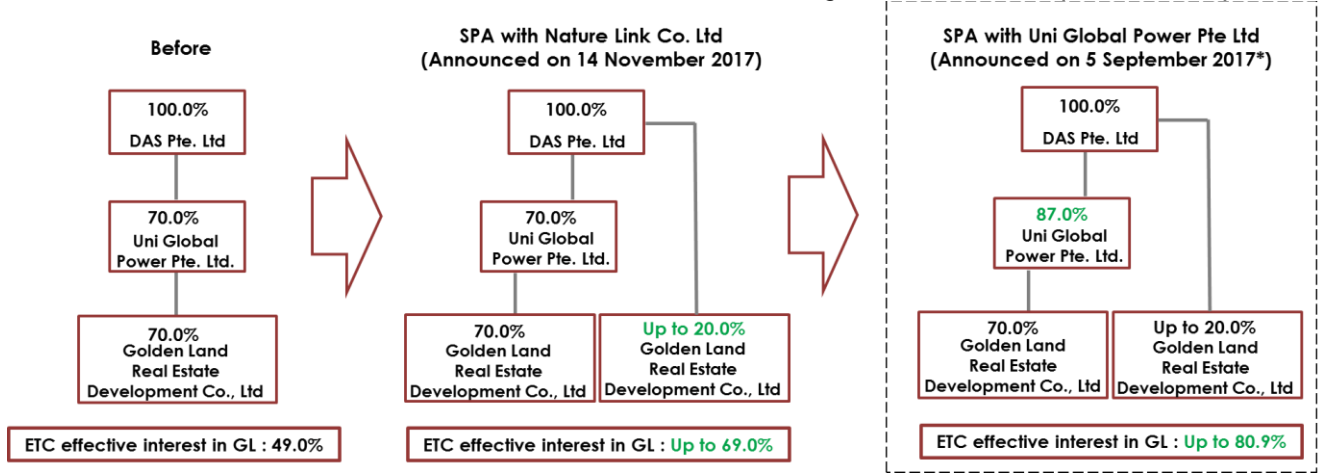 Before
100.0%
DAS Pte. Ltd
70.0%
Uni Global
Power Pte. Ltd.
70.0%
Golden Land
Real Estate
Development Co., Ltd
ETC effective interest in GL : 49.0%
SPA with Nature Link Co. Ltd
(Announced on 14 November 2017)
100.0%
DAS Pte. Ltd
70.0%
Uni Global
Power Pte. Ltd.
70.0%
Golden Land
Real Estate
Development Co., Ltd
Up to 20.0%
Golden Land
Real Estate
Development Co., Ltd
ETC effective interest in GL : Up to 69.0%
SPA with Uni Global Power Pte Ltd
(Announced on 5 September 2017*)
100.0%
DAS Pte. Ltd
87.0%
Uni Global
Power Pte. Ltd.
70.0%
Golden Land
Real Estate
Development Co., Ltd
Up to 20.0%
Golden Land
Real Estate
Development Co., Ltd
ETC effective interest in GL : Up to 80.9%